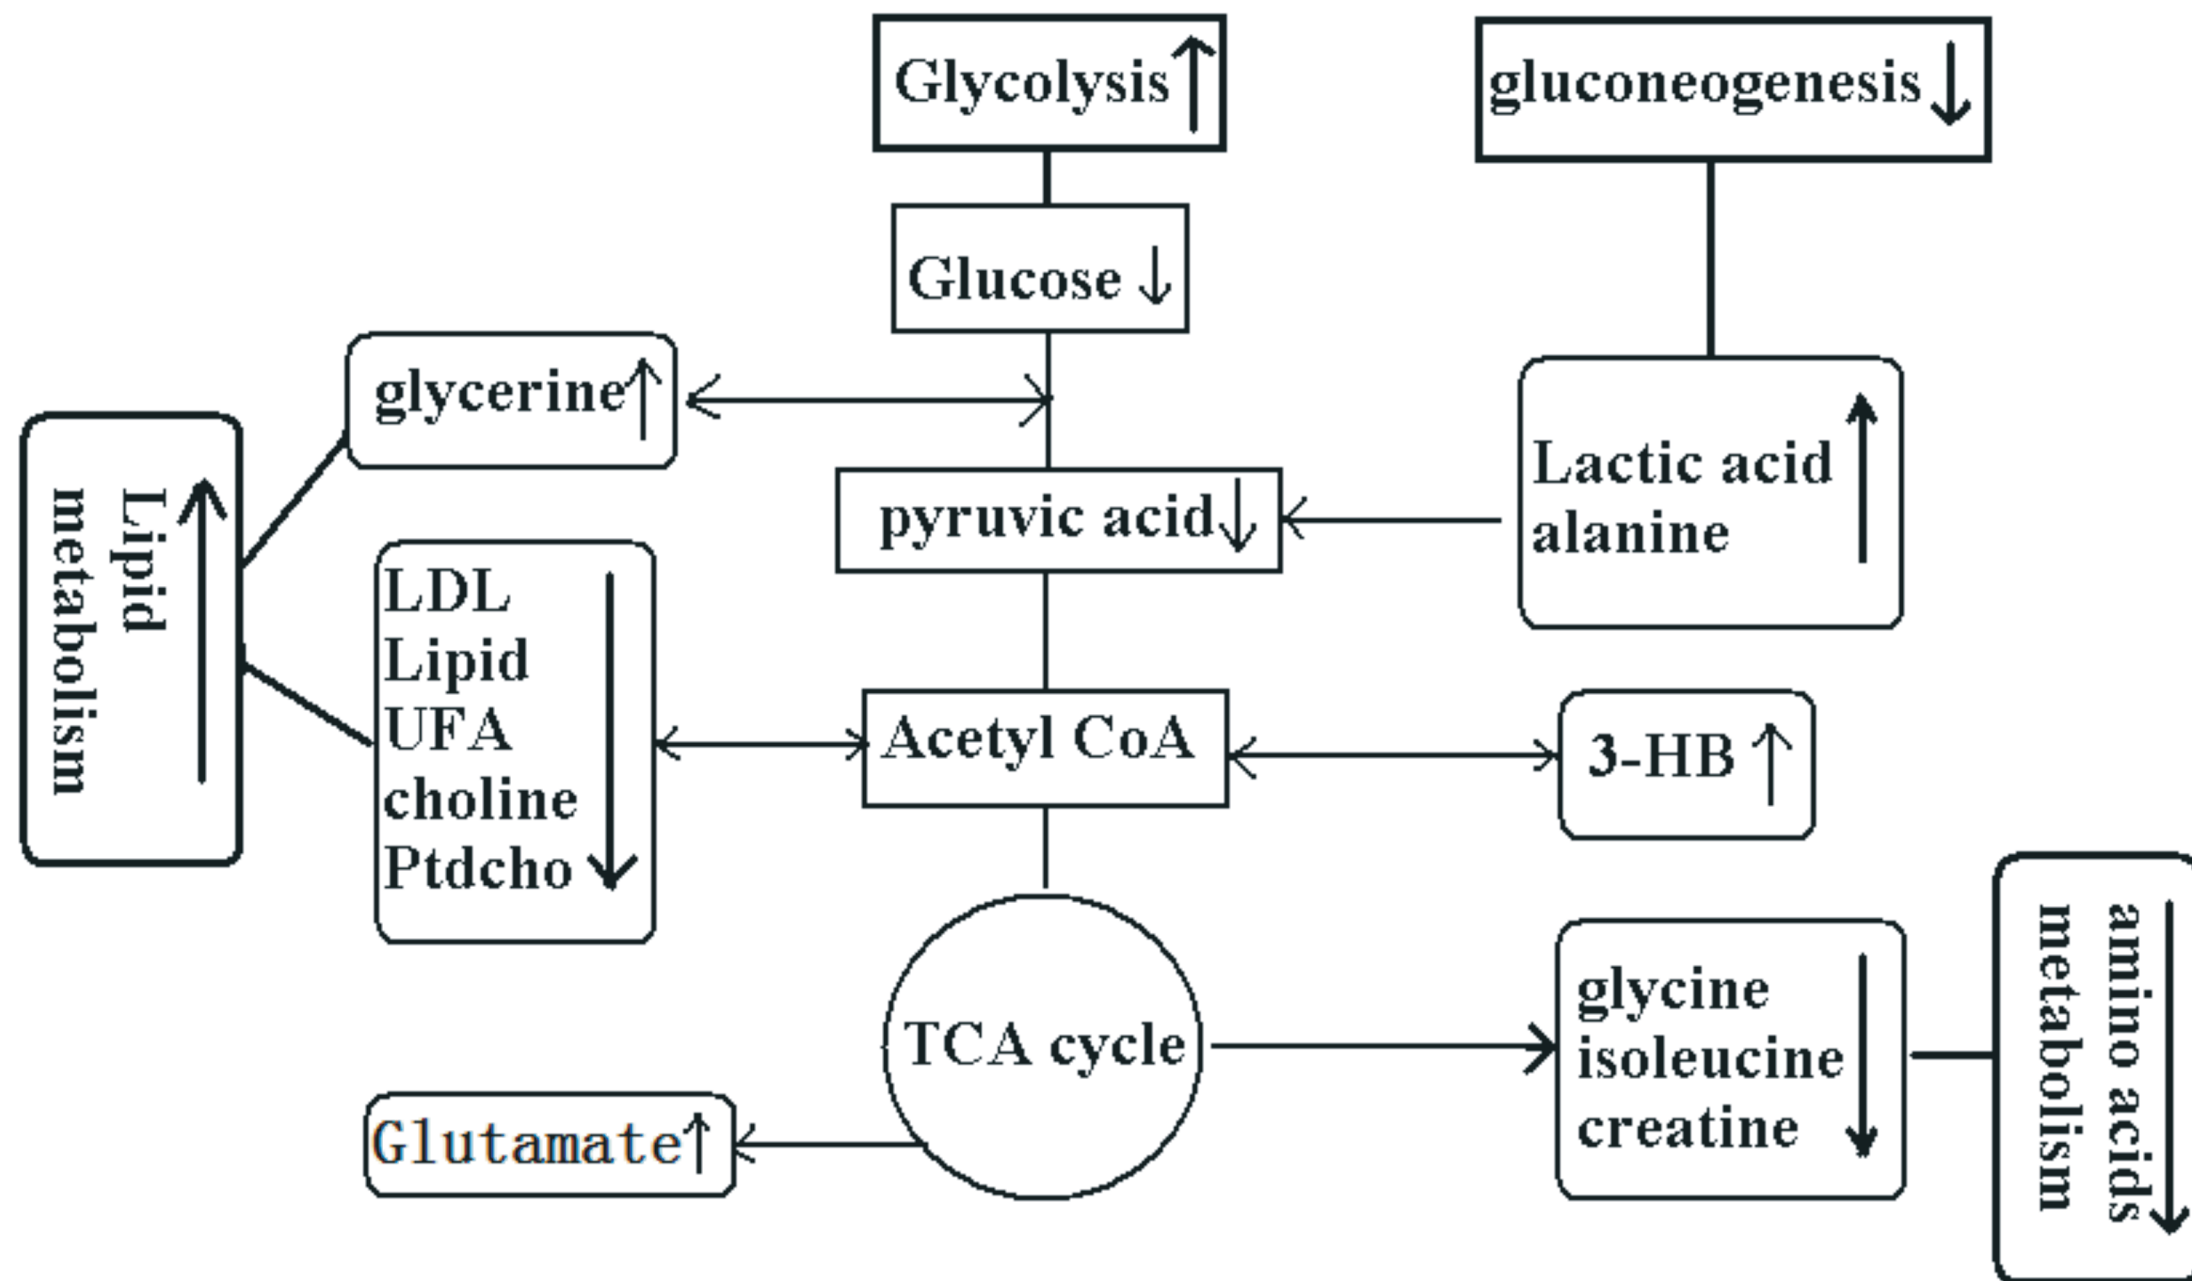 Glycolysis↑
gluconeogenesis↓
Glucose ↓
glycerine↑
Lipid
metabolism
↑
pyruvic acid↓
Lactic acid
alanine
↑
LDL
Lipid
UFA
choline
Ptdcho
↓
Acetyl CoA
3-HB ↑
TCA cycle
glycine
isoleucine
creatine
↓
amino acids
metabolism
↓
Glutamate↑